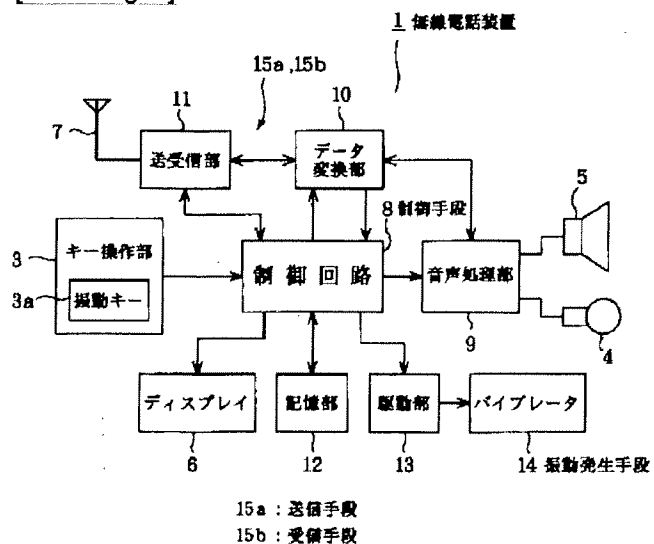 1 無線電話装置
15a,15b
11
10
7
送受信部
データ
変換部
5
8 制御手段
3
キー操作部
3a
振動キー
制御回路
音声処理部
9
4
ディスプレイ
記憶部
駆動部
バイブレータ
6
12
13
14 振動発生手段
15a：送信手段
15b：受信手段